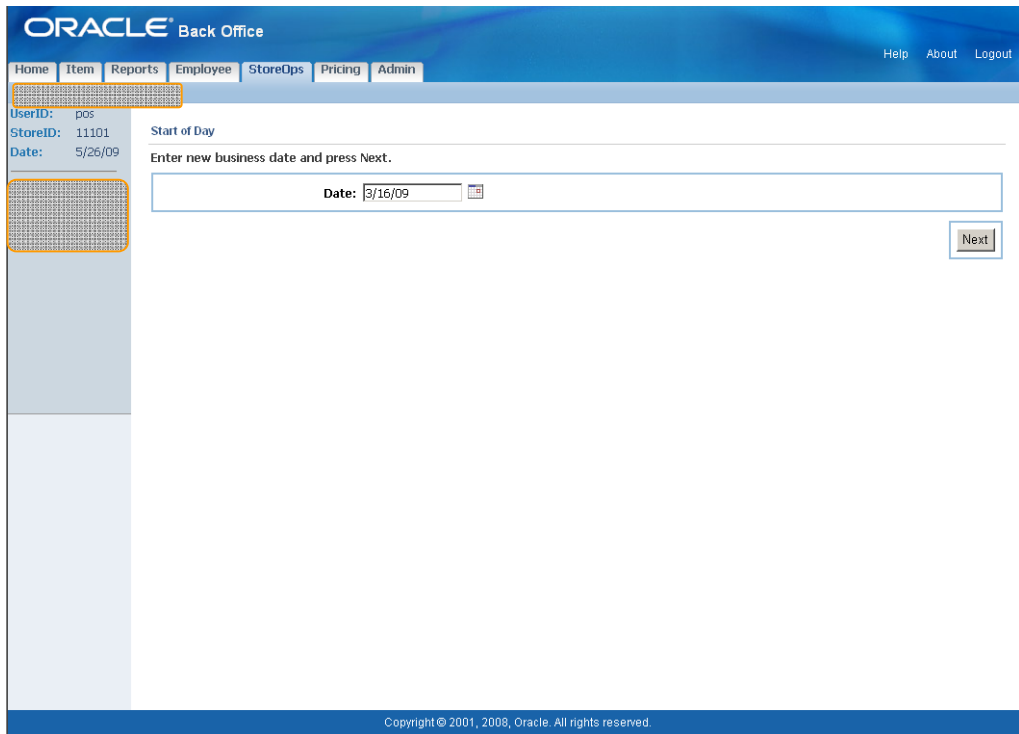 ORACLE® Back Office
Help About Logout
Home Item Reports Employee StoreOps Pricing Admin
UserID: pos
StoreID: 11101
Date: 5/26/09
Start of Day
Enter new business date and press Next.
Date: 3/16/09
Next
Copyright © 2001, 2008, Oracle. All rights reserved.